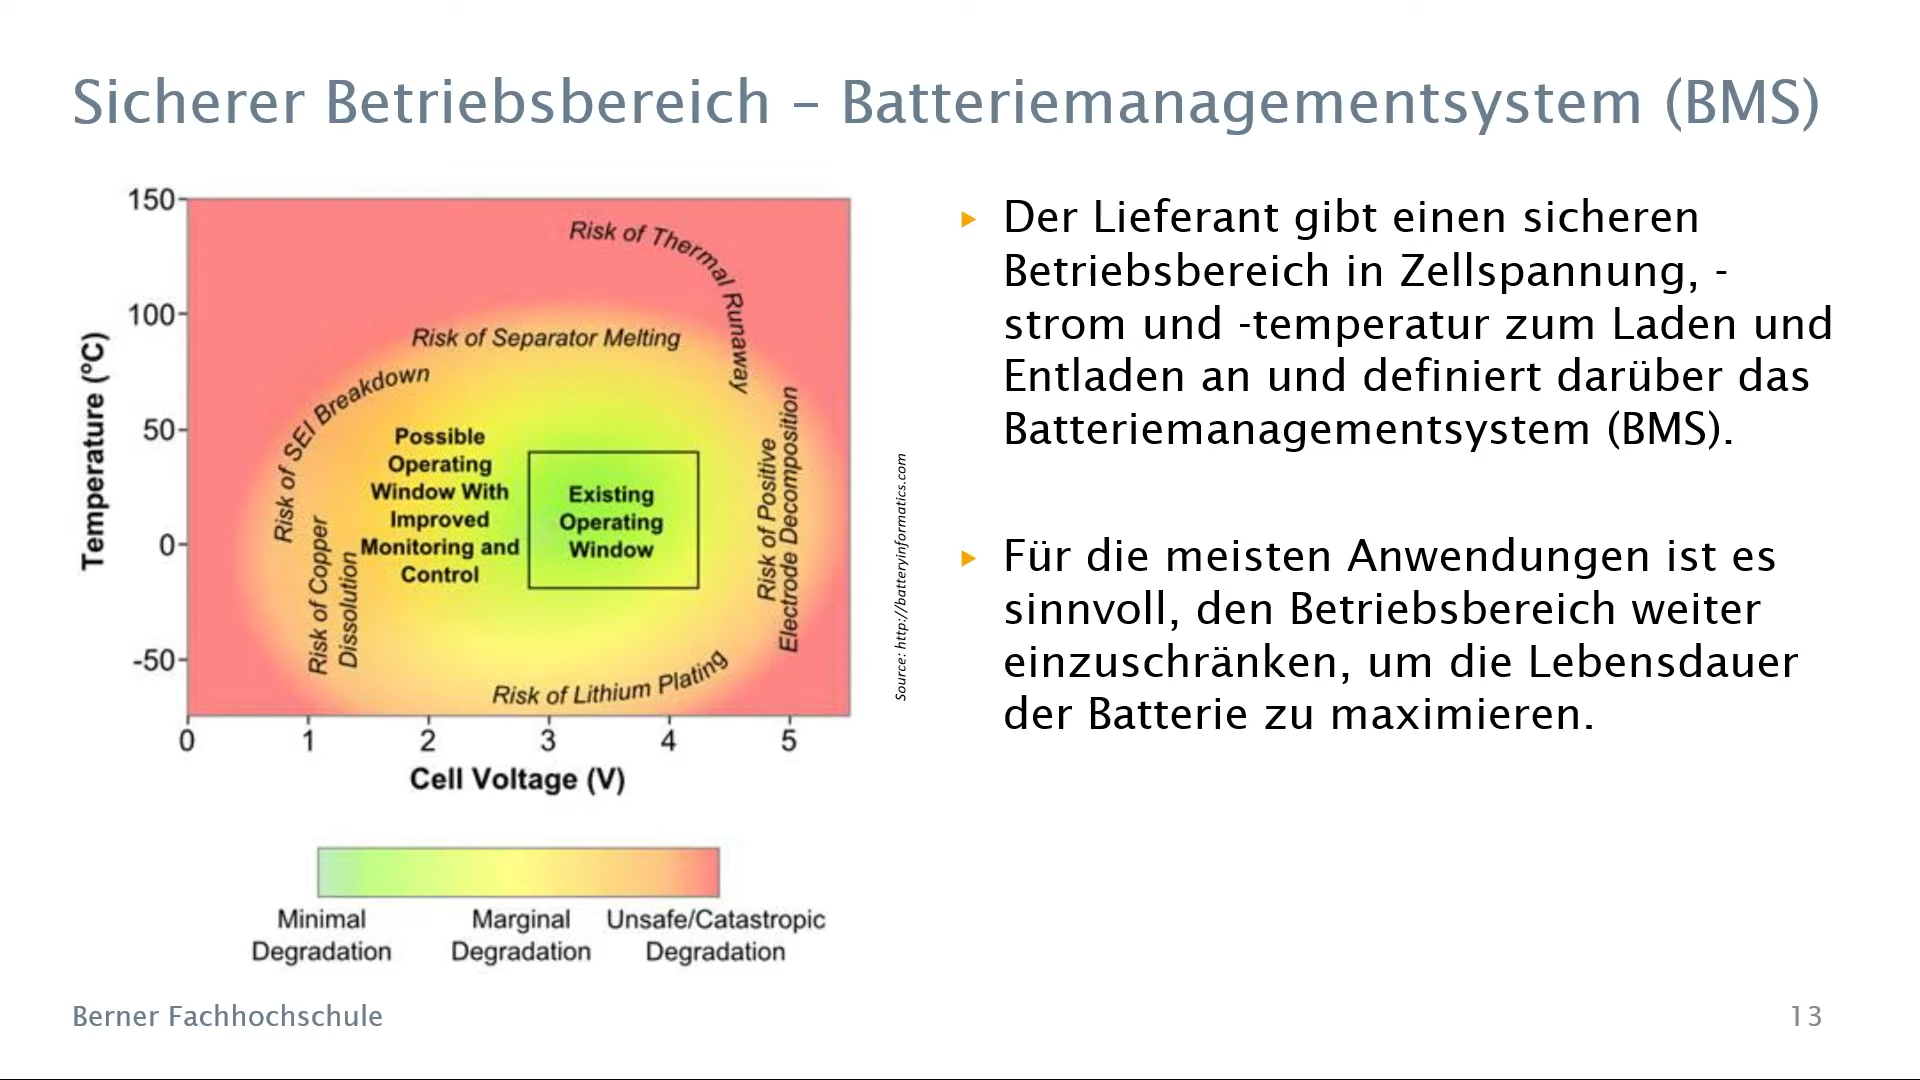 Sicherer Betriebsbereich – Batteriemanagementsystem (BMS)
150
100
50
0
-50
Temperature (ºC)
Risk of Thermal Runaway
Risk of Separator Melting
Risk of SEI Breakdown
Possible
Operating
Window With
Improved
Monitoring and
Control
Existing
Operating
Window
Risk of Copper
Dissolution
Risk of Positive
Electrode Decomposition
Risk of Lithium Plating
0 1 2 3 4 5
Cell Voltage (V)
Minimal
Degradation
Marginal
Degradation
Unsafe/Catastropic
Degradation
Source: http://batteryinformatics.com
▸ Der Lieferant gibt einen sicheren
Betriebsbereich in Zellspannung, -
strom und -temperatur zum Laden und
Entladen an und definiert darüber das
Batteriemanagementsystem (BMS).
▸ Für die meisten Anwendungen ist es
sinnvoll, den Betriebsbereich weiter
einzuschränken, um die Lebensdauer
der Batterie zu maximieren.
Berner Fachhochschule
13